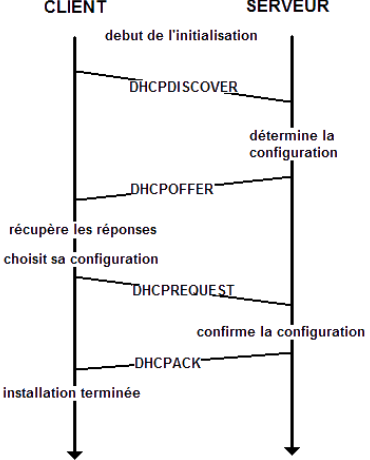 CLIENT
SERVEUR
debut de l'initialisation
DHCPDISCOVER
détermine la
configuration
DHCPOFFER
récupère les réponses
choisit sa configuration
DHCPREQUEST
confirme la configuration
DHCPACK
installation terminée